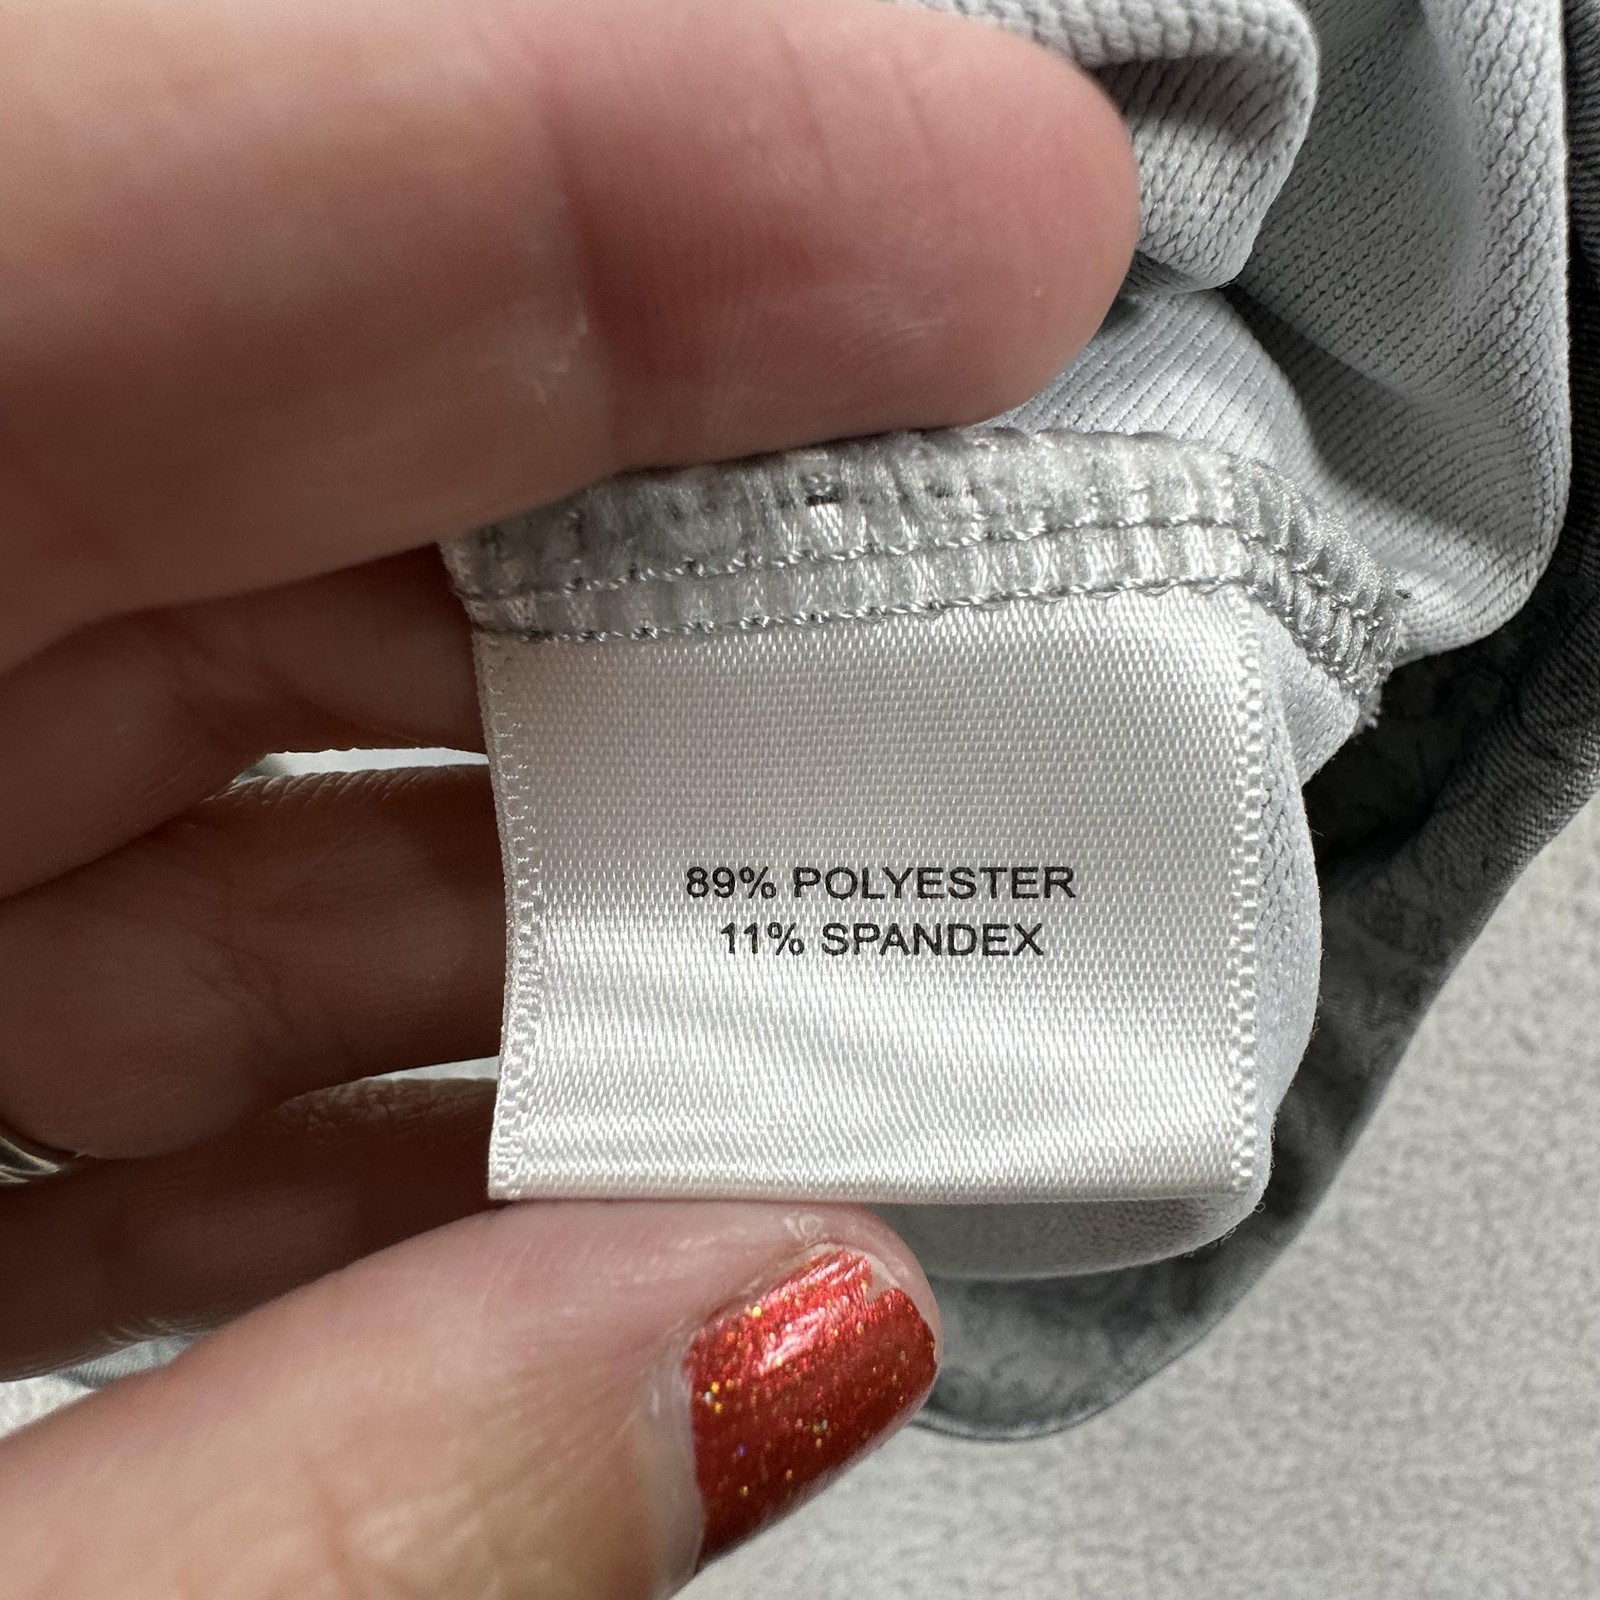 89% POLYESTER
11% SPANDEX